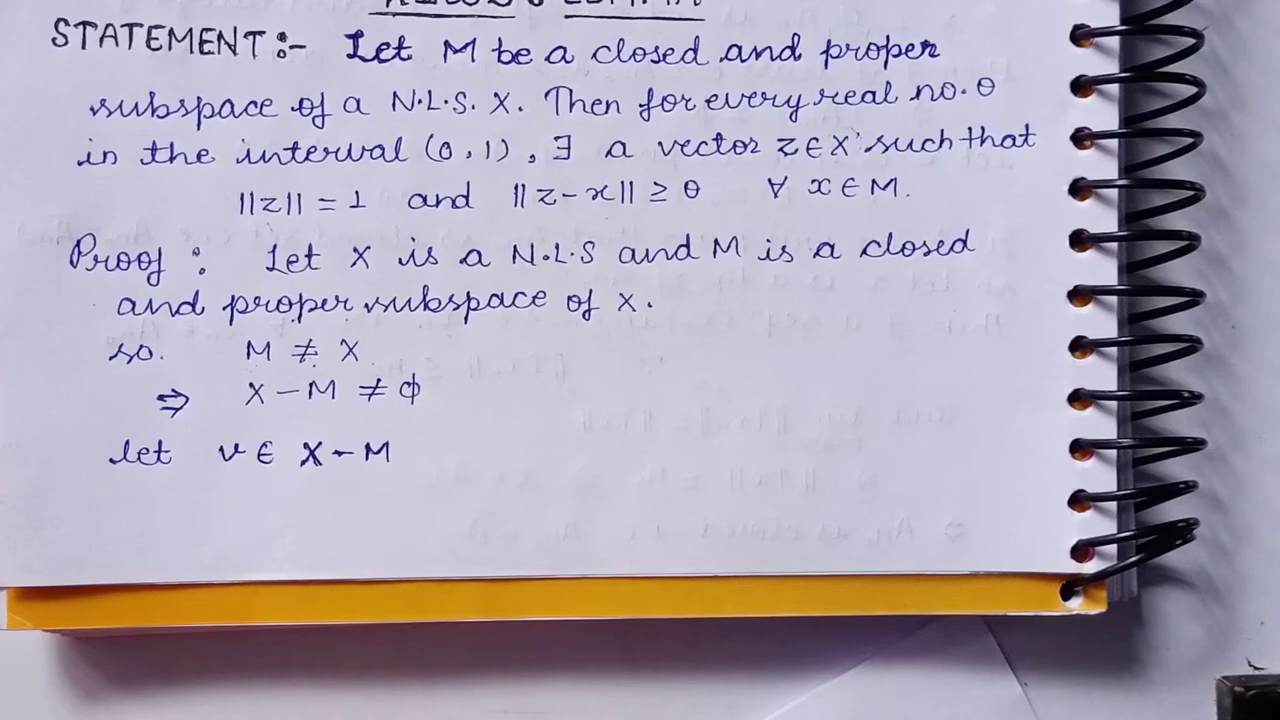 STATEMENT :- Let M be a closed and proper
subspace of a N.L.S. X. Then for every real no. θ
in the interval (0,1), ∃ a vector z ∈ X such that
||z|| = 1 and ||z-x|| ≥ θ ∀ x ∈ M.
Proof : Let X is a N.L.S and M is a closed
and proper subspace of X.
so. M ≠ X
⇒ X - M ≠ ϕ
let v ∈ X - M